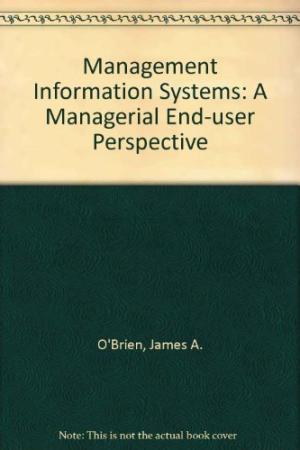 Management
Information Systems: A
Managerial End-user
Perspective
O'Brien, James A.
Note: This is not the actual book cover